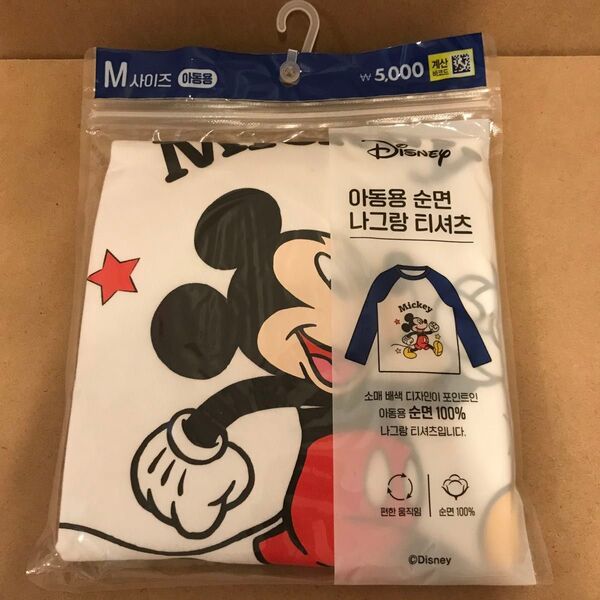 M 사이즈 아동용
₩ 5,000
계산
바코드
Disney
아동용 순면
나그랑 티셔츠
Mickey
소매 배색 디자인이 포인트인
아동용 순면 100%
나그랑 티셔츠입니다.
편한 움직임
순면 100%
©Disney